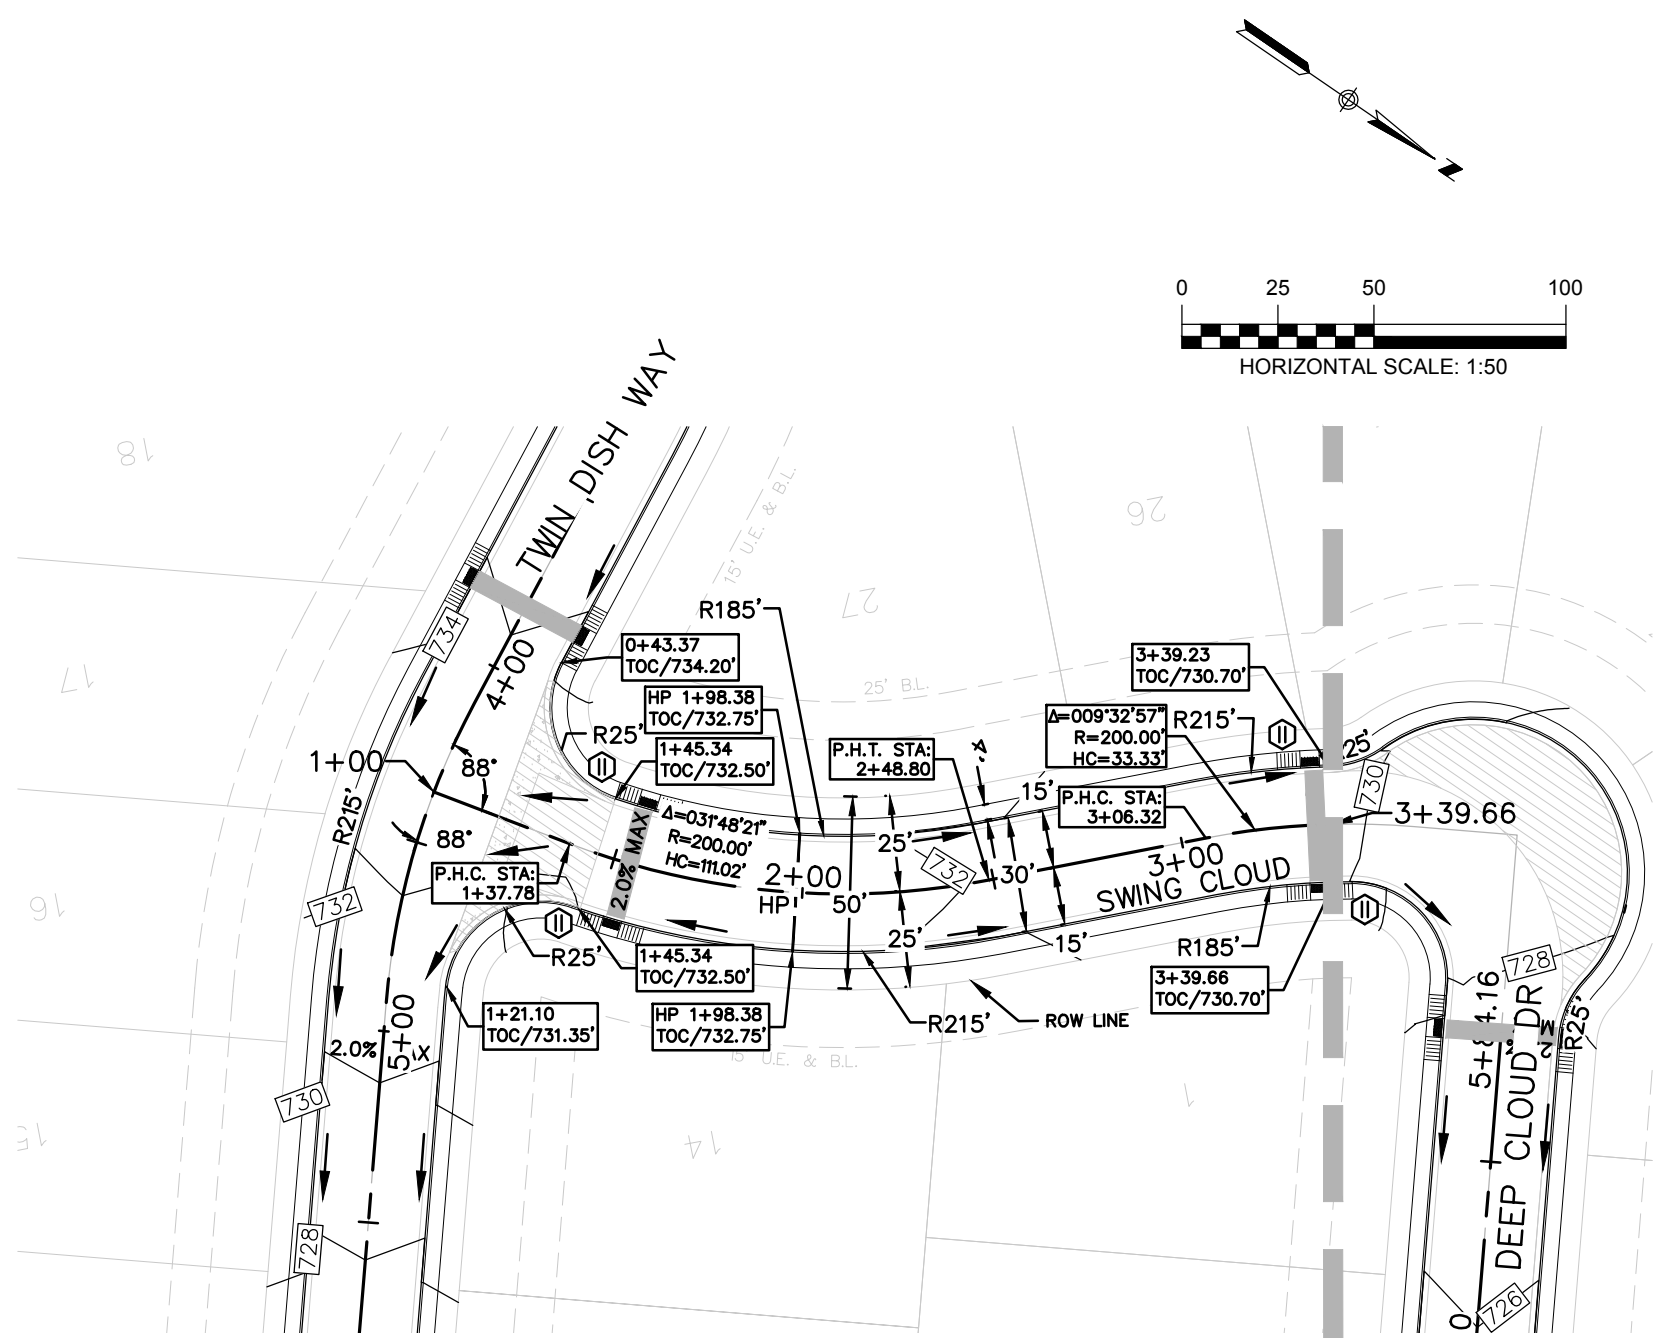 N
0 25 50 100
HORIZONTAL SCALE: 1:50
TWIN DISH WAY
18
26
15' U.E. & B.L.
27
R185'
734
4+00
0+43.37
TOC/734.20'
17
3+39.23
TOC/730.70'
25' B.L.
HP 1+98.38
TOC/732.75'
Δ=009°32'57"
R=200.00'
HC=33.33'
R215'
R25'
1+45.34
TOC/732.50'
P.H.T. STA:
2+48.80
4'
25'
1+00
88°
15'
730
P.H.C. STA:
3+06.32
3+39.66
R215'
88°
Δ=031°48'21"
R=200.00'
HC=111.02'
25'
2.0% MAX
P.H.C. STA:
1+37.78
2+00
HP
50'
732
30'
3+00
SWING CLOUD
16
732
25'
15'
R25'
R185'
1+45.34
TOC/732.50'
3+39.66
TOC/730.70'
728
1+21.10
TOC/731.35'
HP 1+98.38
TOC/732.75'
R215'
ROW LINE
R25'
5+00
2.0%
15' U.E. & B.L.
730
1
15
14
728
DEEP CLOUD DR
726
0